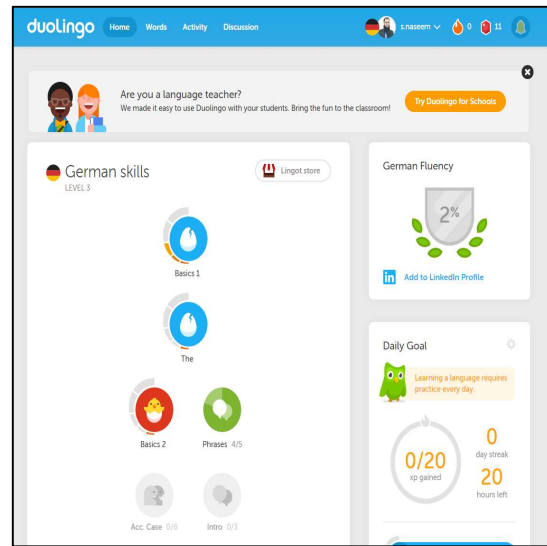 duolingo Home Words Activity Discussion s.naseem 0 11
Are you a language teacher?
We made it easy to use Duolingo with your students. Bring the fun to the classroom!
Try Duolingo for Schools
German skills
LEVEL 3
Lingot store
Basics 1
The
Basics 2
Phrases 4/5
Acc. Case 0/6
Intro 0/3
German Fluency
2%
in Add to LinkedIn Profile
Daily Goal
Learning a language requires
practice every day.
0/20
xp gained
0
day streak
20
hours left